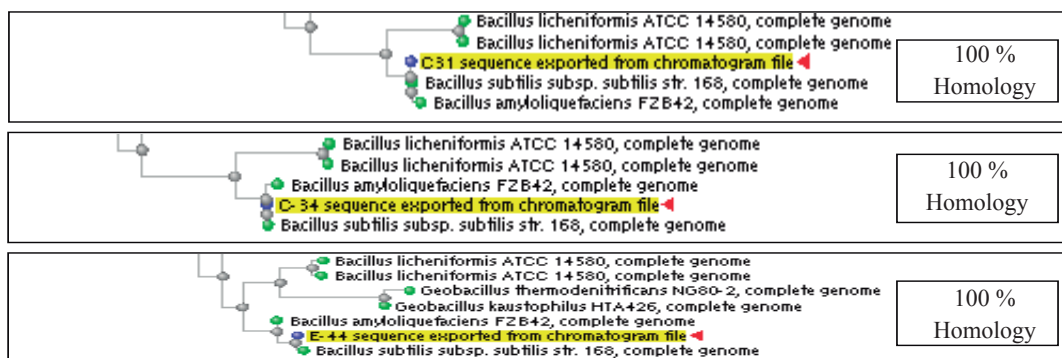 Bacillus licheniformis ATCC 14580, complete genome
Bacillus licheniformis ATCC 14580, complete genome
C31 sequence exported from chromatogram file
Bacillus subtilis subsp. subtilis str. 168, complete genome
Bacillus amyloliquefaciens FZB42, complete genome
100 %
Homology
Bacillus licheniformis ATCC 14580, complete genome
Bacillus licheniformis ATCC 14580, complete genome
Bacillus amyloliquefaciens FZB42, complete genome
C-34 sequence exported from chromatogram file
Bacillus subtilis subsp. subtilis str. 168, complete genome
100 %
Homology
Bacillus licheniformis ATCC 14580, complete genome
Bacillus licheniformis ATCC 14580, complete genome
Geobacillus thermodenitrificans NG80-2, complete genome
Geobacillus kaustophilus HTA426, complete genome
Bacillus amyloliquefaciens FZB42, complete genome
E-44 sequence exported from chromatogram file
Bacillus subtilis subsp. subtilis str. 168, complete genome
100 %
Homology